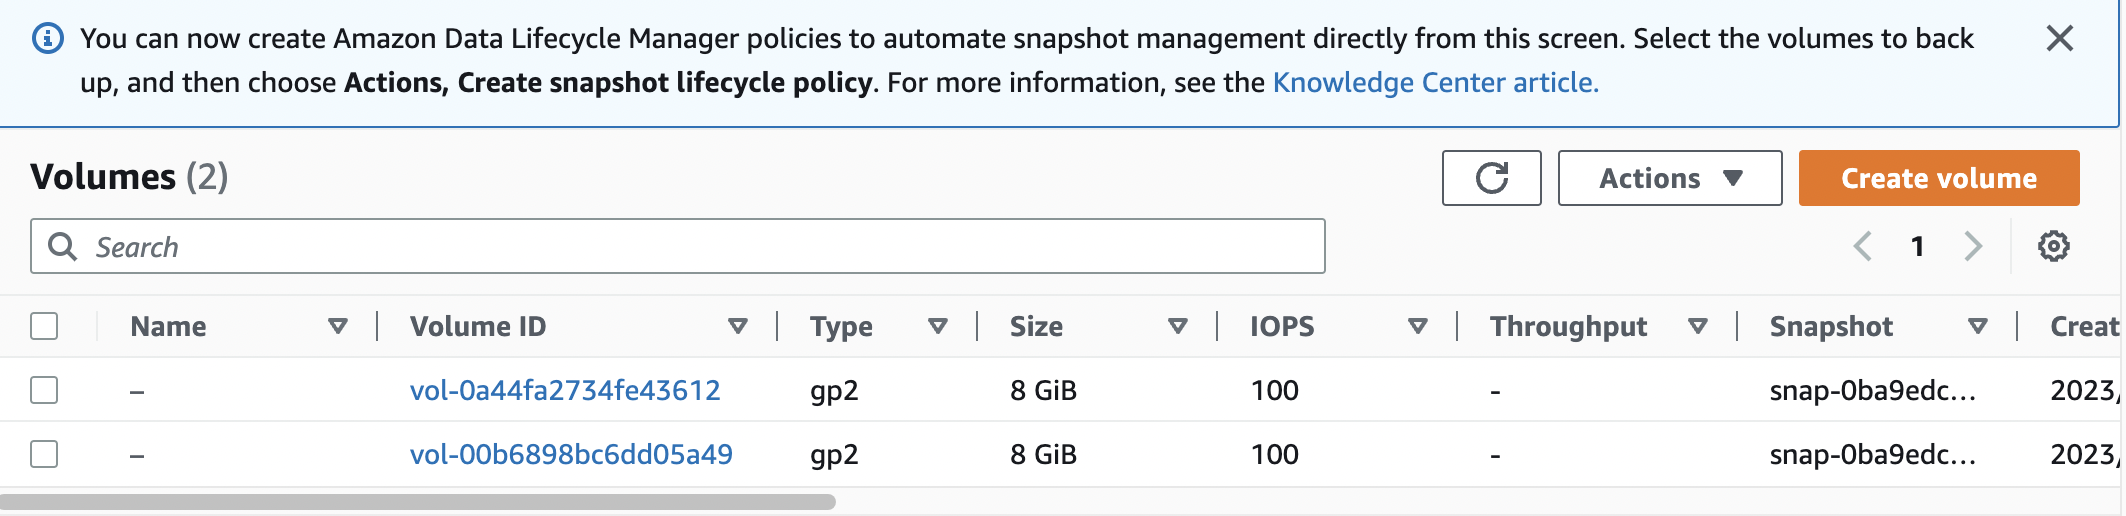 You can now create Amazon Data Lifecycle Manager policies to automate snapshot management directly from this screen. Select the volumes to back
up, and then choose Actions, Create snapshot lifecycle policy. For more information, see the Knowledge Center article.
Volumes (2)
Actions
Create volume
Search
1
Name Volume ID Type Size IOPS Throughput Snapshot Creat
– vol-0a44fa2734fe43612 gp2 8 GiB 100 - snap-0ba9edc... 2023/
– vol-00b6898bc6dd05a49 gp2 8 GiB 100 - snap-0ba9edc... 2023/